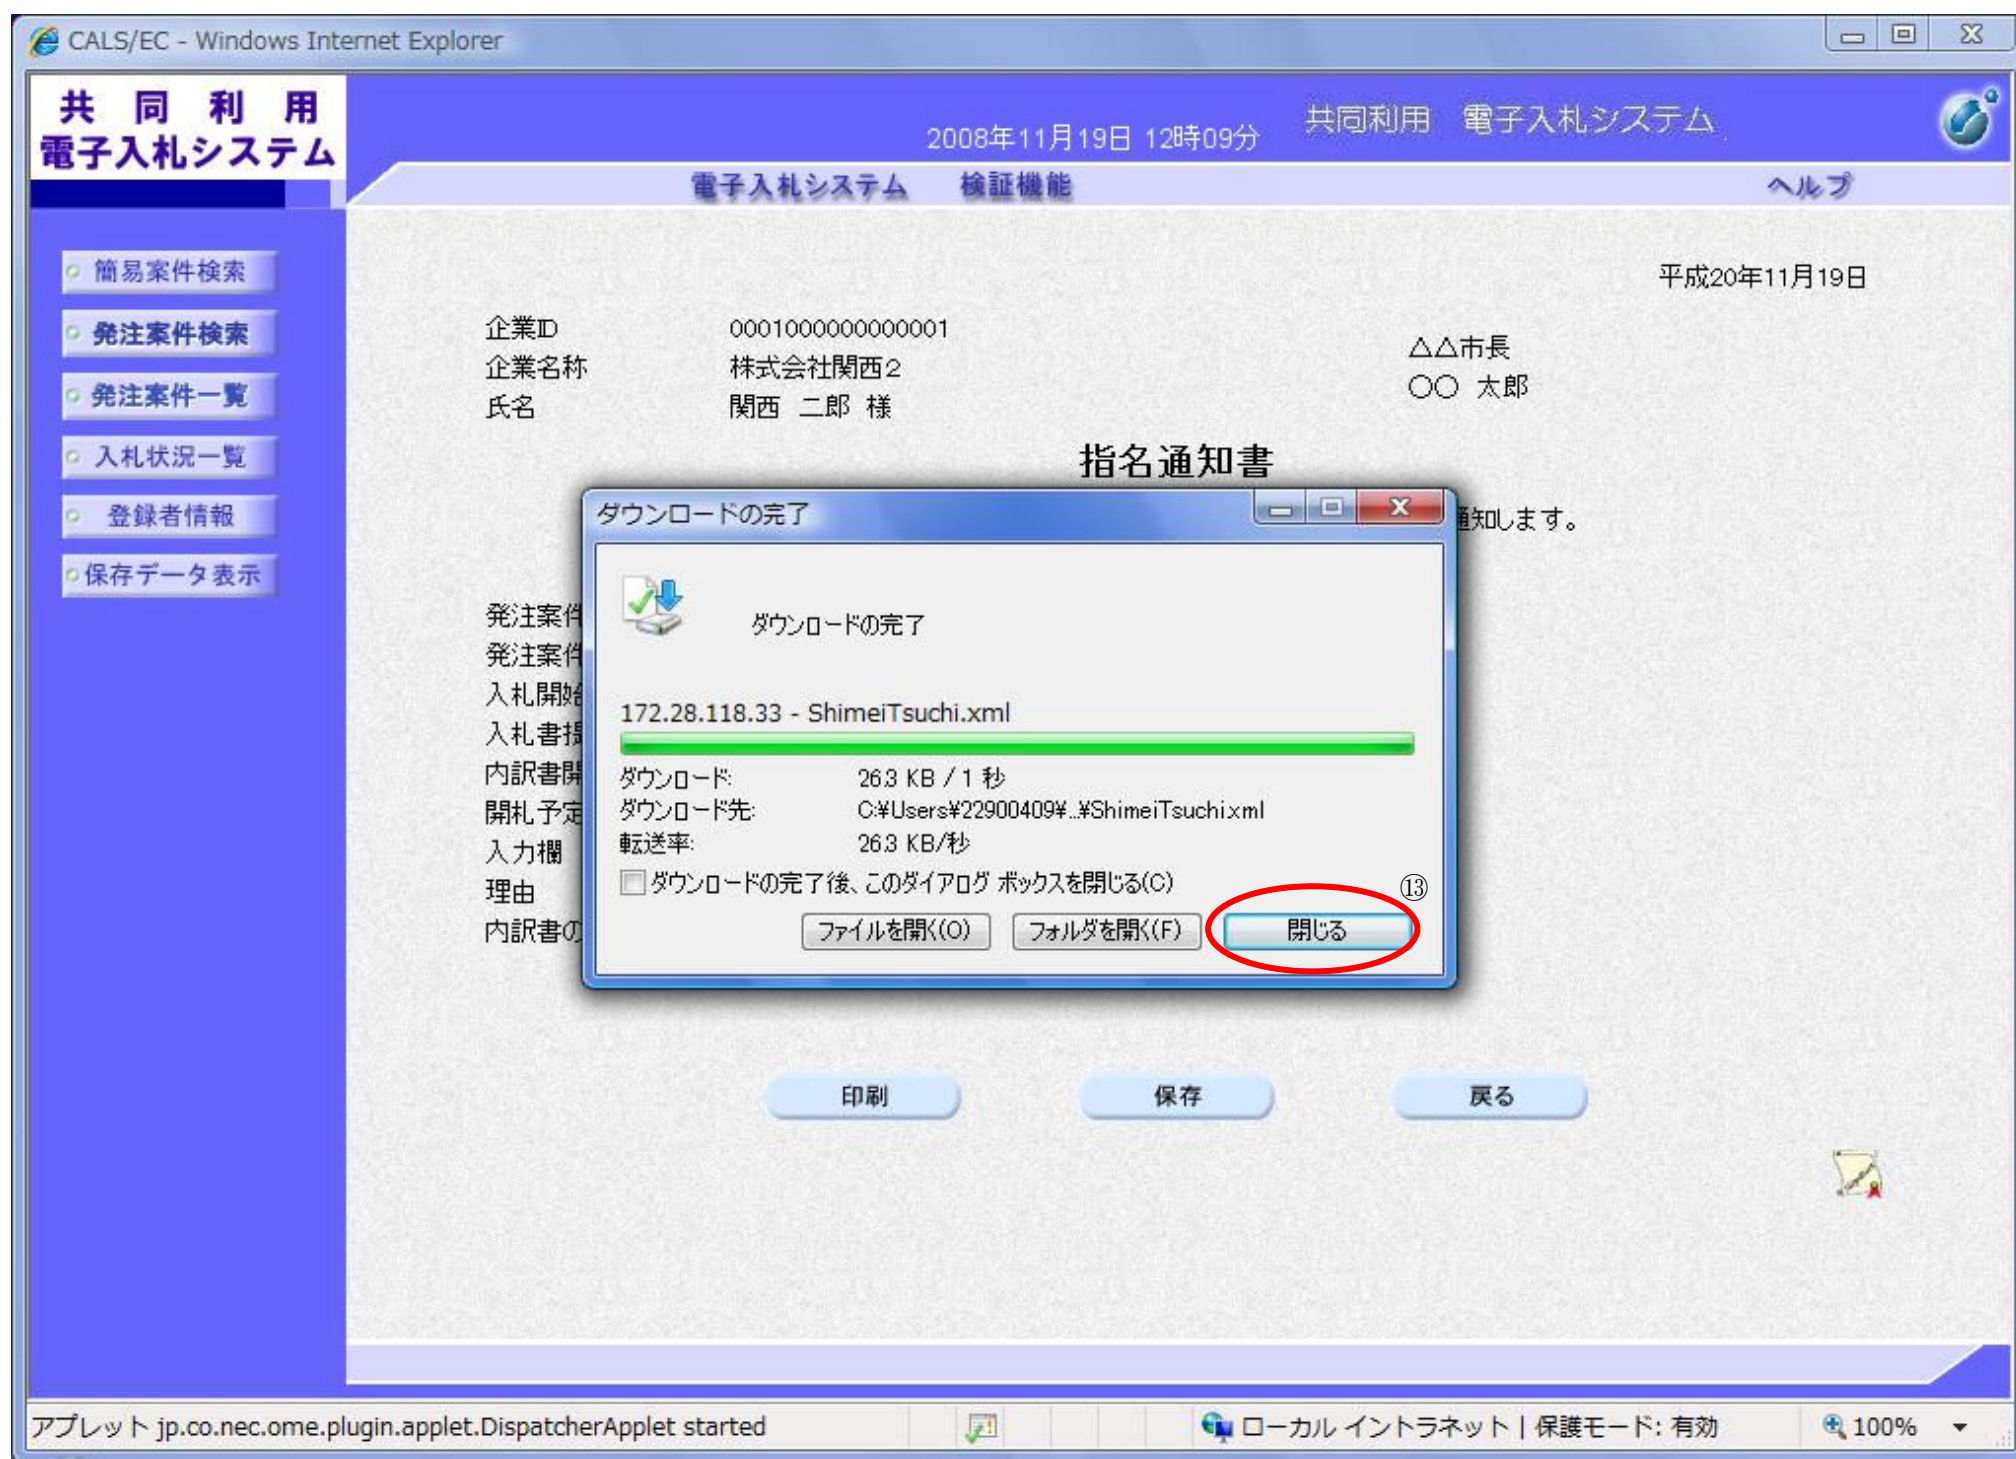 CALS/EC - Windows Internet Explorer
共同利用
電子入札システム
2008年11月19日 12時09分
共同利用 電子入札システム
電子入札システム 検証機能 ヘルプ
簡易案件検索
発注案件検索
発注案件一覧
入札状況一覧
登録者情報
保存データ表示
平成20年11月19日
企業ID 0001000000000001
企業名称 株式会社関西2
氏名 関西 二郎 様
△△市長
〇〇 太郎
指名通知書
通知します。
発注案件
発注案件
入札開始
入札書提
内訳書開
開札予定
入力欄
理由
内訳書の
ダウンロードの完了
ダウンロードの完了
172.28.118.33 - ShimeiTsuchi.xml
ダウンロード: 26.3 KB / 1 秒
ダウンロード先: C:¥Users¥22900409¥...¥ShimeiTsuchi.xml
転送率: 26.3 KB/秒
ダウンロードの完了後、このダイアログ ボックスを閉じる(C)
⑬
ファイルを開く(O) フォルダを開く(F) 閉じる
印刷 保存 戻る
アプレット jp.co.nec.ome.plugin.applet.DispatcherApplet started
ローカル イントラネット | 保護モード: 有効
100%